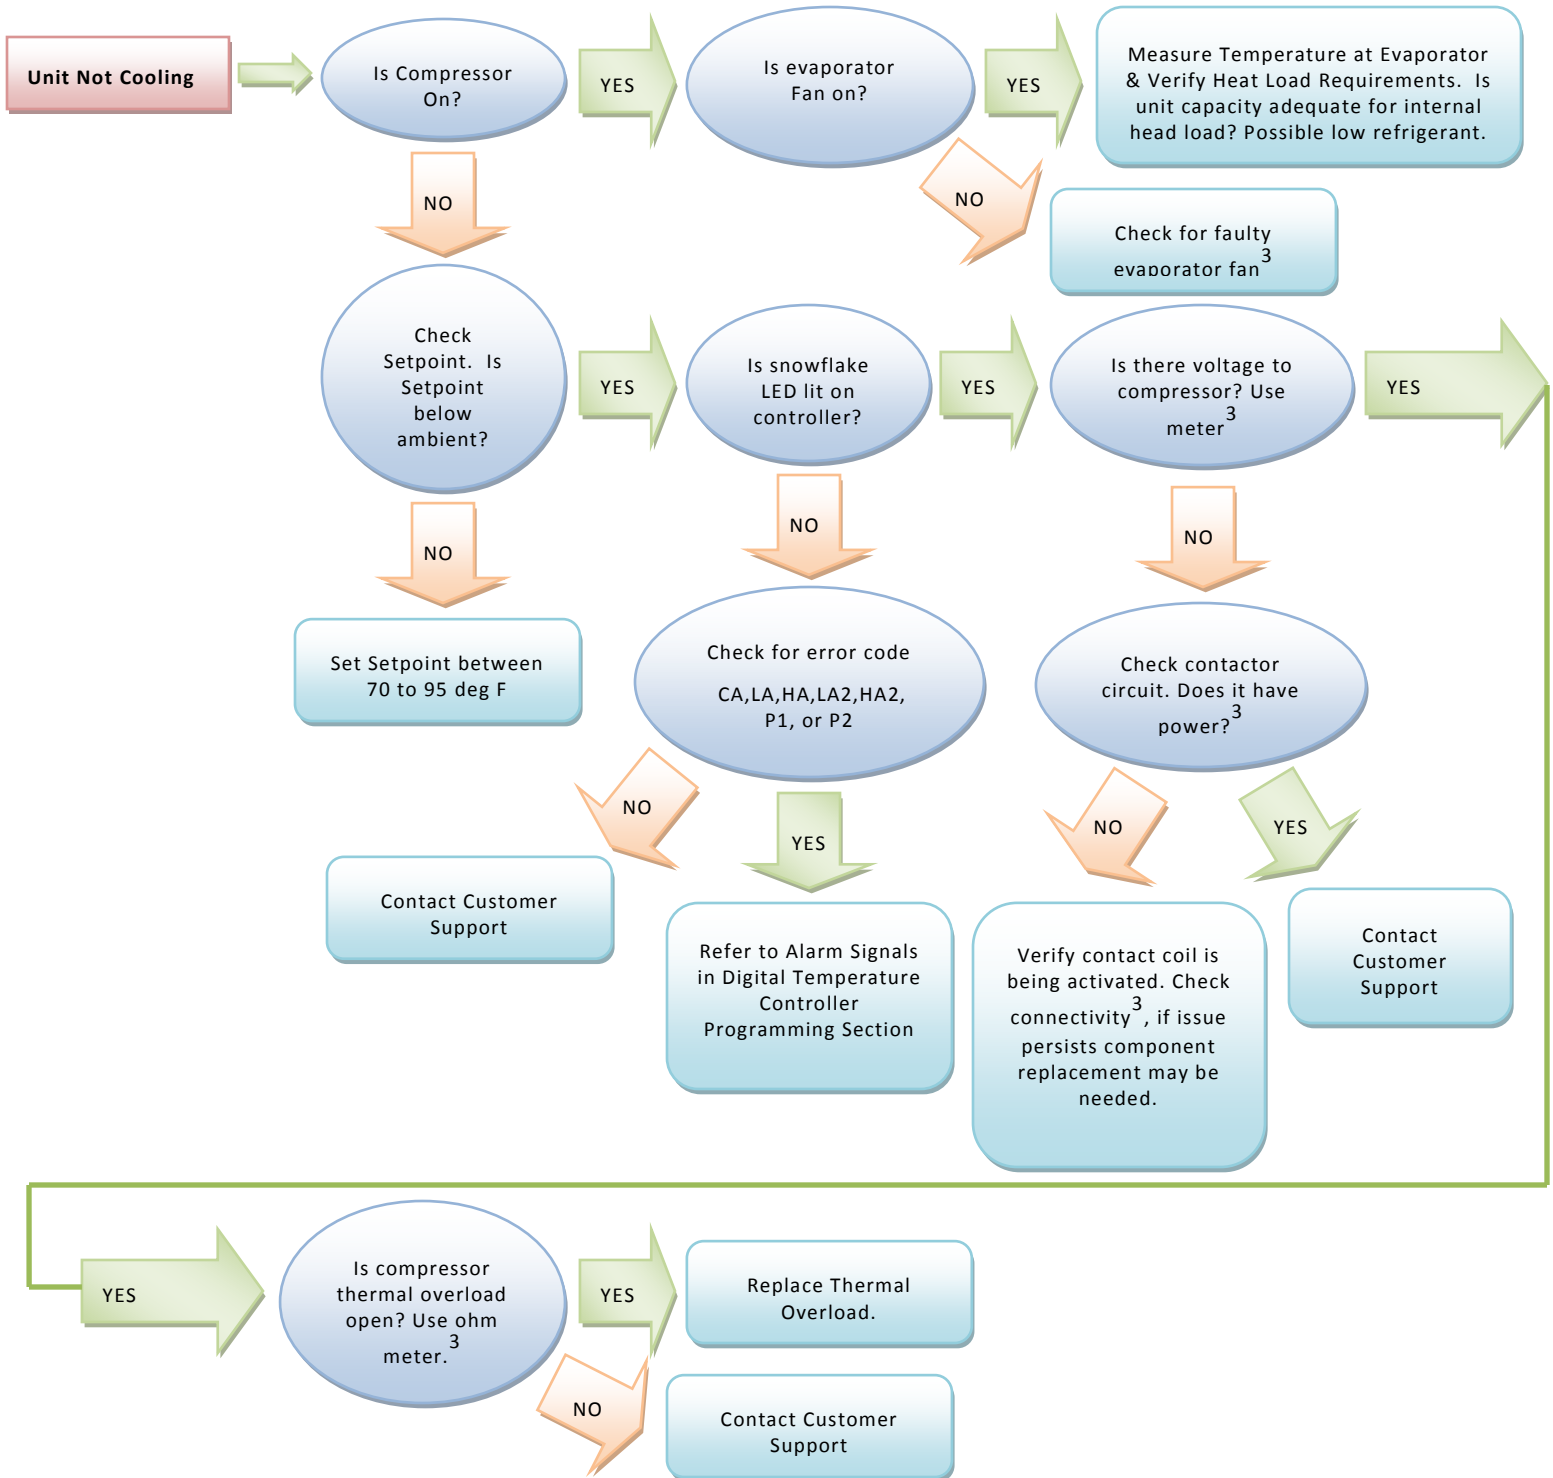 Unit Not Cooling
Is Compressor
On?
YES
Is evaporator
Fan on?
YES
Measure Temperature at Evaporator
& Verify Heat Load Requirements. Is
unit capacity adequate for internal
head load? Possible low refrigerant.
NO
NO
Check for faulty
evaporator fan3
Check
Setpoint. Is
Setpoint
below
ambient?
YES
Is snowflake
LED lit on
controller?
YES
Is there voltage to
compressor? Use
meter3
YES
NO
NO
NO
Set Setpoint between
70 to 95 deg F
Check for error code
CA,LA,HA,LA2,HA2,
P1, or P2
Check contactor
circuit. Does it have
power?3
NO
YES
NO
YES
Contact Customer
Support
Refer to Alarm Signals
in Digital Temperature
Controller
Programming Section
Verify contact coil is
being activated. Check
connectivity3, if issue
persists component
replacement may be
needed.
Contact
Customer
Support
YES
Is compressor
thermal overload
open? Use ohm
meter.3
YES
Replace Thermal
Overload.
NO
Contact Customer
Support